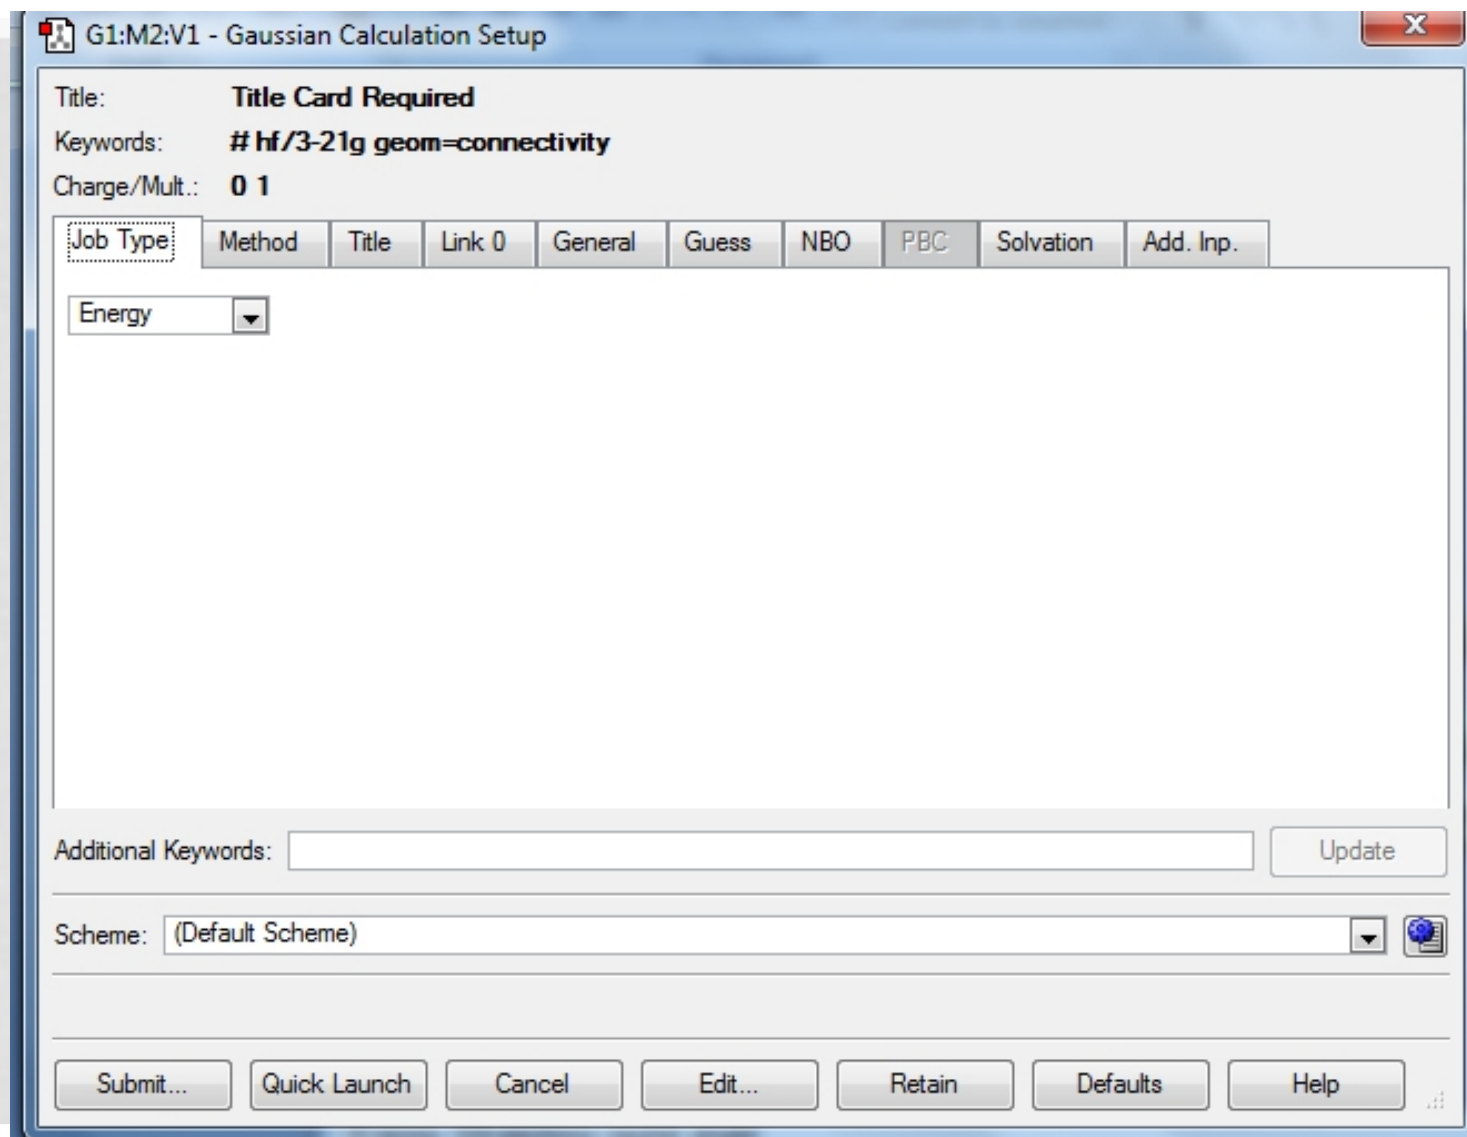 G1:M2:V1 - Gaussian Calculation Setup
Title: Title Card Required
Keywords: # hf/3-21g geom=connectivity
Charge/Mult.: 0 1
Job Type Method Title Link 0 General Guess NBO PBC Solvation Add. Inp.
Energy
Additional Keywords: Update
Scheme: (Default Scheme)
Submit... Quick Launch Cancel Edit... Retain Defaults Help